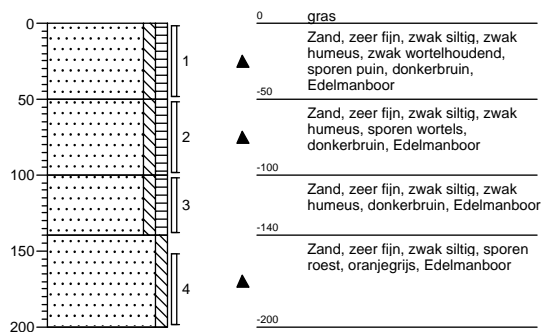 0
gras
0
Zand, zeer fijn, zwak siltig, zwak
humeus, zwak wortelhoudend,
sporen puin, donkerbruin,
Edelmanboor
1
50
-50
Zand, zeer fijn, zwak siltig, zwak
humeus, sporen wortels,
donkerbruin, Edelmanboor
2
100
-100
Zand, zeer fijn, zwak siltig, zwak
humeus, donkerbruin, Edelmanboor
3
-140
150
Zand, zeer fijn, zwak siltig, sporen
roest, oranjegrijs, Edelmanboor
4
200
-200